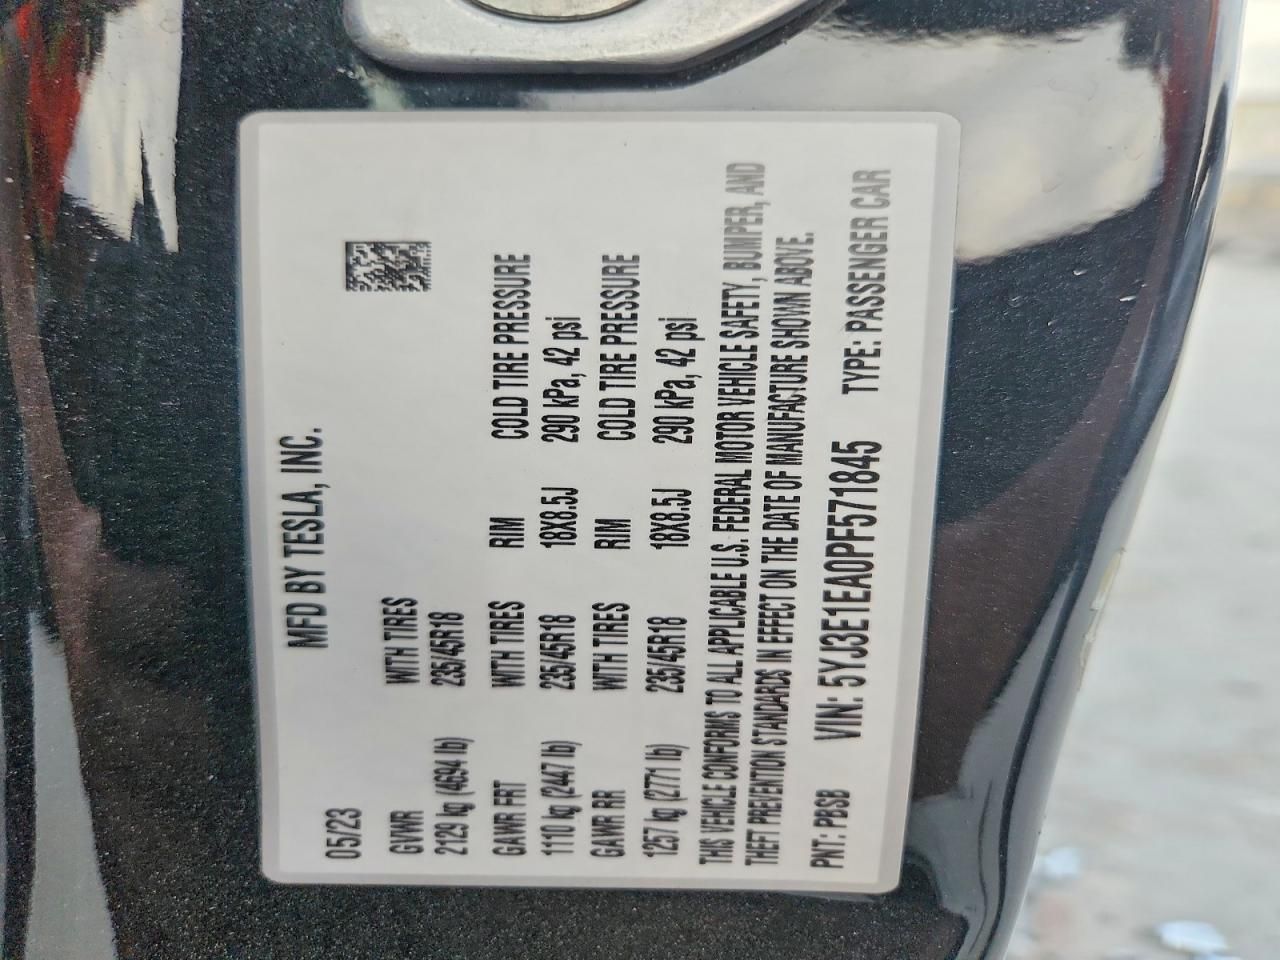 MFD BY TESLA, INC.
05/23
GVWR WTH TIRES
2129 kg (4694 lb) 235/45R18
GAWR FRT WTH TIRES RIM COLD TIRE PRESSURE
1110 kg (2447 lb) 235/45R18 18X8.5J 290 kPa, 42 psi
GAWR RR WTH TIRES RIM COLD TIRE PRESSURE
1257 kg (2771 lb) 235/45R18 18X8.5J 290 kPa, 42 psi
THIS VEHICLE CONFORMS TO ALL APPLICABLE U.S. FEDERAL MOTOR VEHICLE SAFETY, BUMPER, AND
THEFT PREVENTION STANDARDS IN EFFECT ON THE DATE OF MANUFACTURE SHOWN ABOVE.
PNT: PBSB VIN: 5YJ3E1EA0PF571845 TYPE: PASSENGER CAR